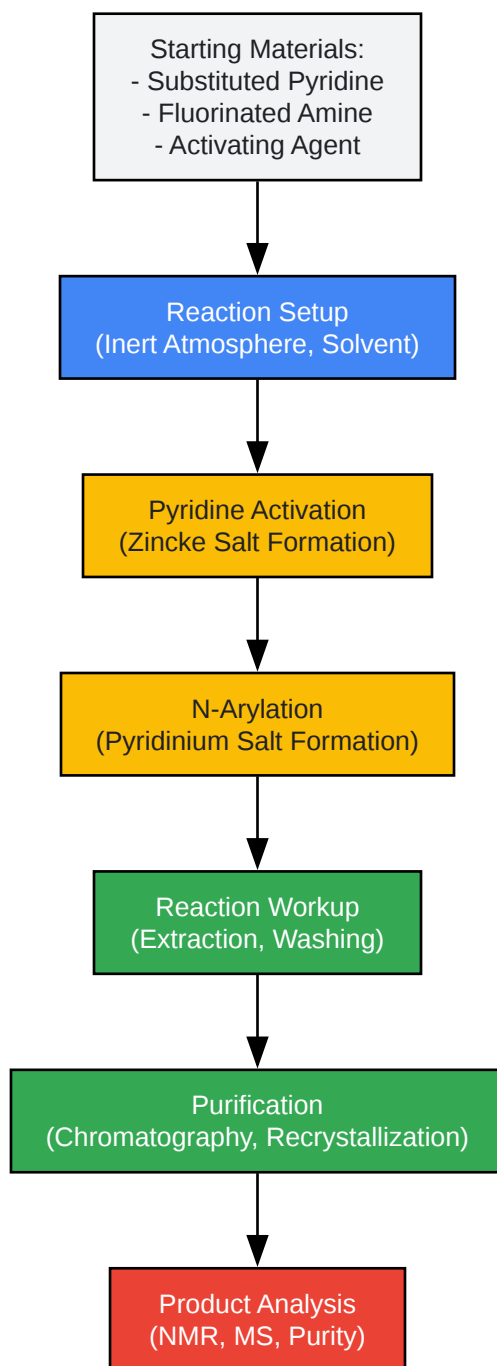 Starting Materials:
- Substituted Pyridine
- Fluorinated Amine
- Activating Agent
Reaction Setup
(Inert Atmosphere, Solvent)
Pyridine Activation
(Zincke Salt Formation)
N-Arylation
(Pyridinium Salt Formation)
Reaction Workup
(Extraction, Washing)
Purification
(Chromatography, Recrystallization)
Product Analysis
(NMR, MS, Purity)